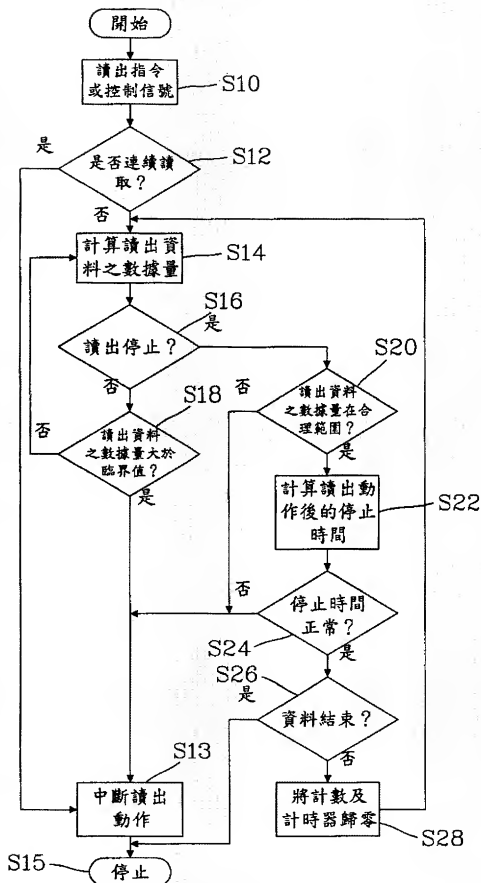 開始
讀出指令
或控制信號
S10
是
是否連續讀
取？
S12
否
計算讀出資
料之數據量
S14
讀出停止？
S16
是
否
讀出資料
之數據量大於
臨界值？
S18
否
是
讀出資料
之數據量在合
理範圍？
S20
否
是
計算讀出動
作後的停止
時間
S22
停止時間
正常？
S24
否
是
資料結束？
S26
是
否
中斷讀出
動作
S13
將計數及
計時器歸零
S28
停止
S15